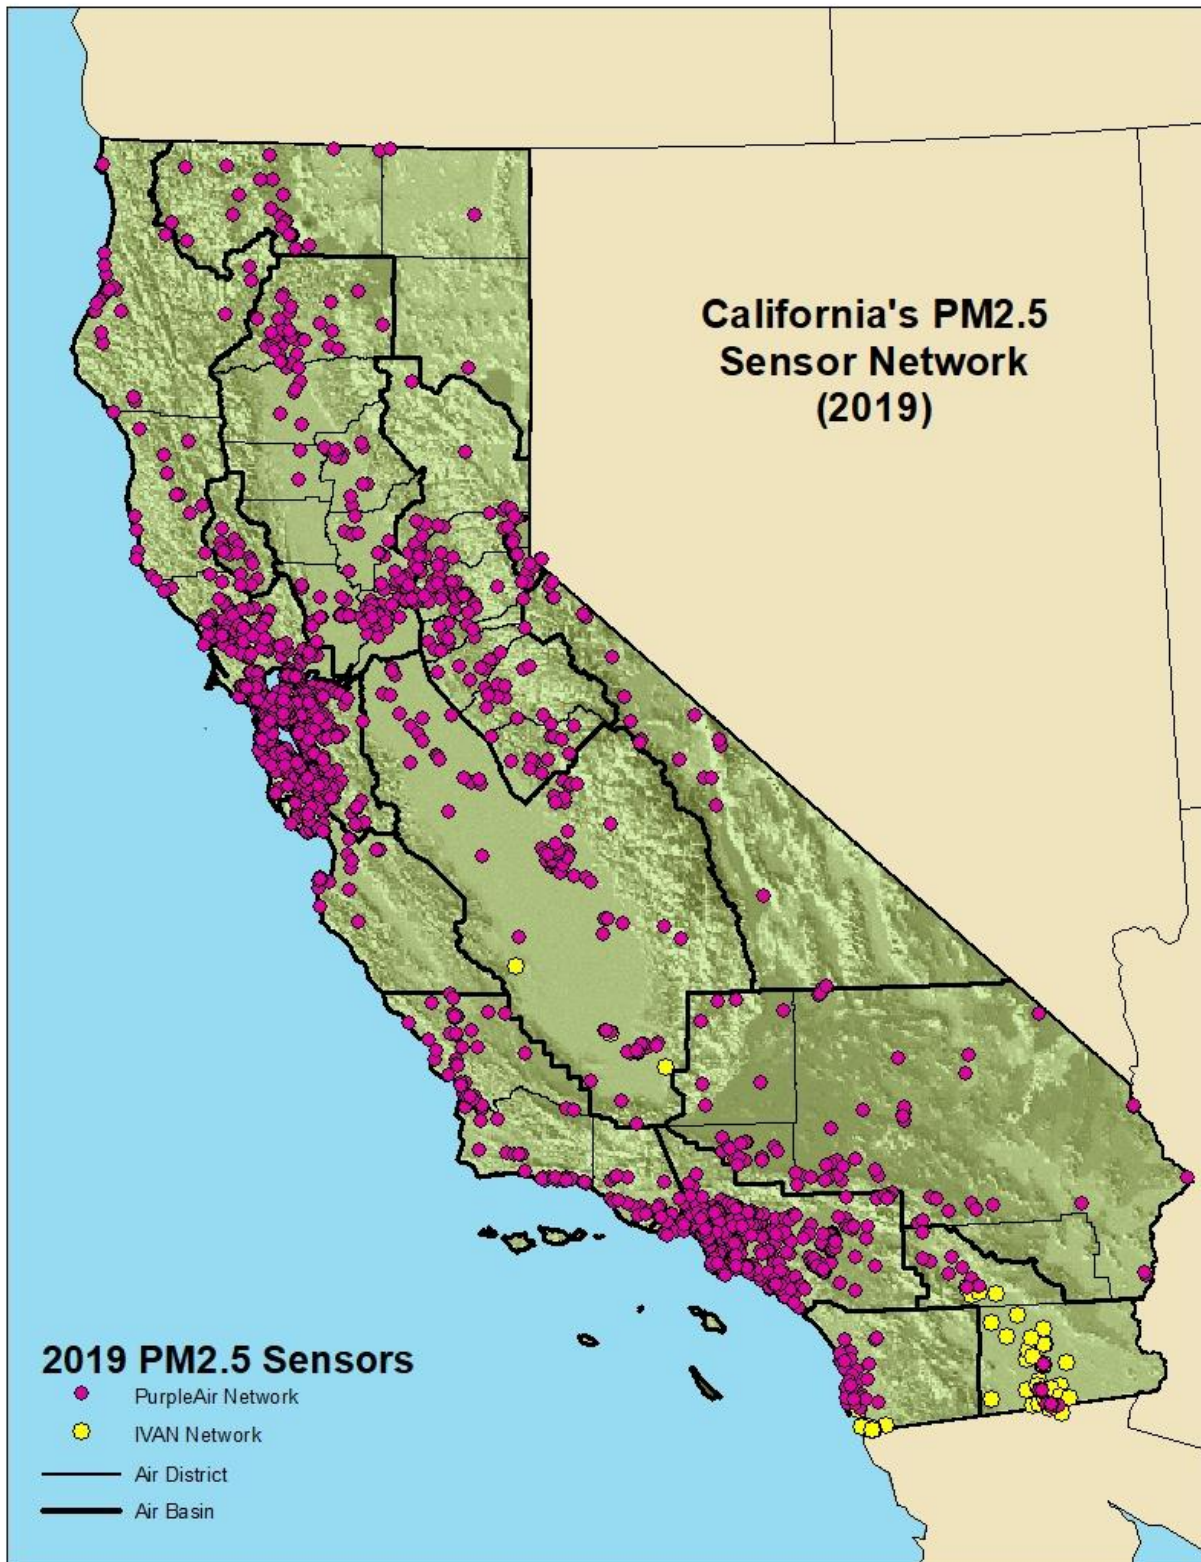 California's PM2.5
Sensor Network
(2019)
2019 PM2.5 Sensors
PurpleAir Network
IVAN Network
Air District
Air Basin